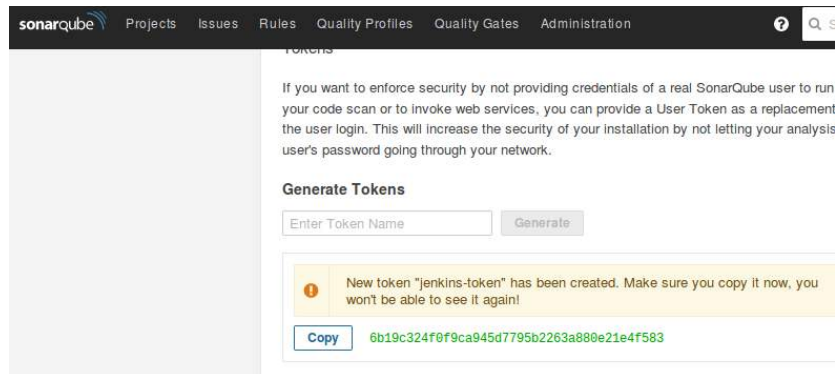 sonarqube Projects Issues Rules Quality Profiles Quality Gates Administration ? S
Tokens
If you want to enforce security by not providing credentials of a real SonarQube user to run
your code scan or to invoke web services, you can provide a User Token as a replacement
the user login. This will increase the security of your installation by not letting your analysis
user's password going through your network.
Generate Tokens
Enter Token Name Generate
New token "jenkins-token" has been created. Make sure you copy it now, you
won't be able to see it again!
Copy 6b19c324f0f9ca945d7795b2263a880e21e4f583